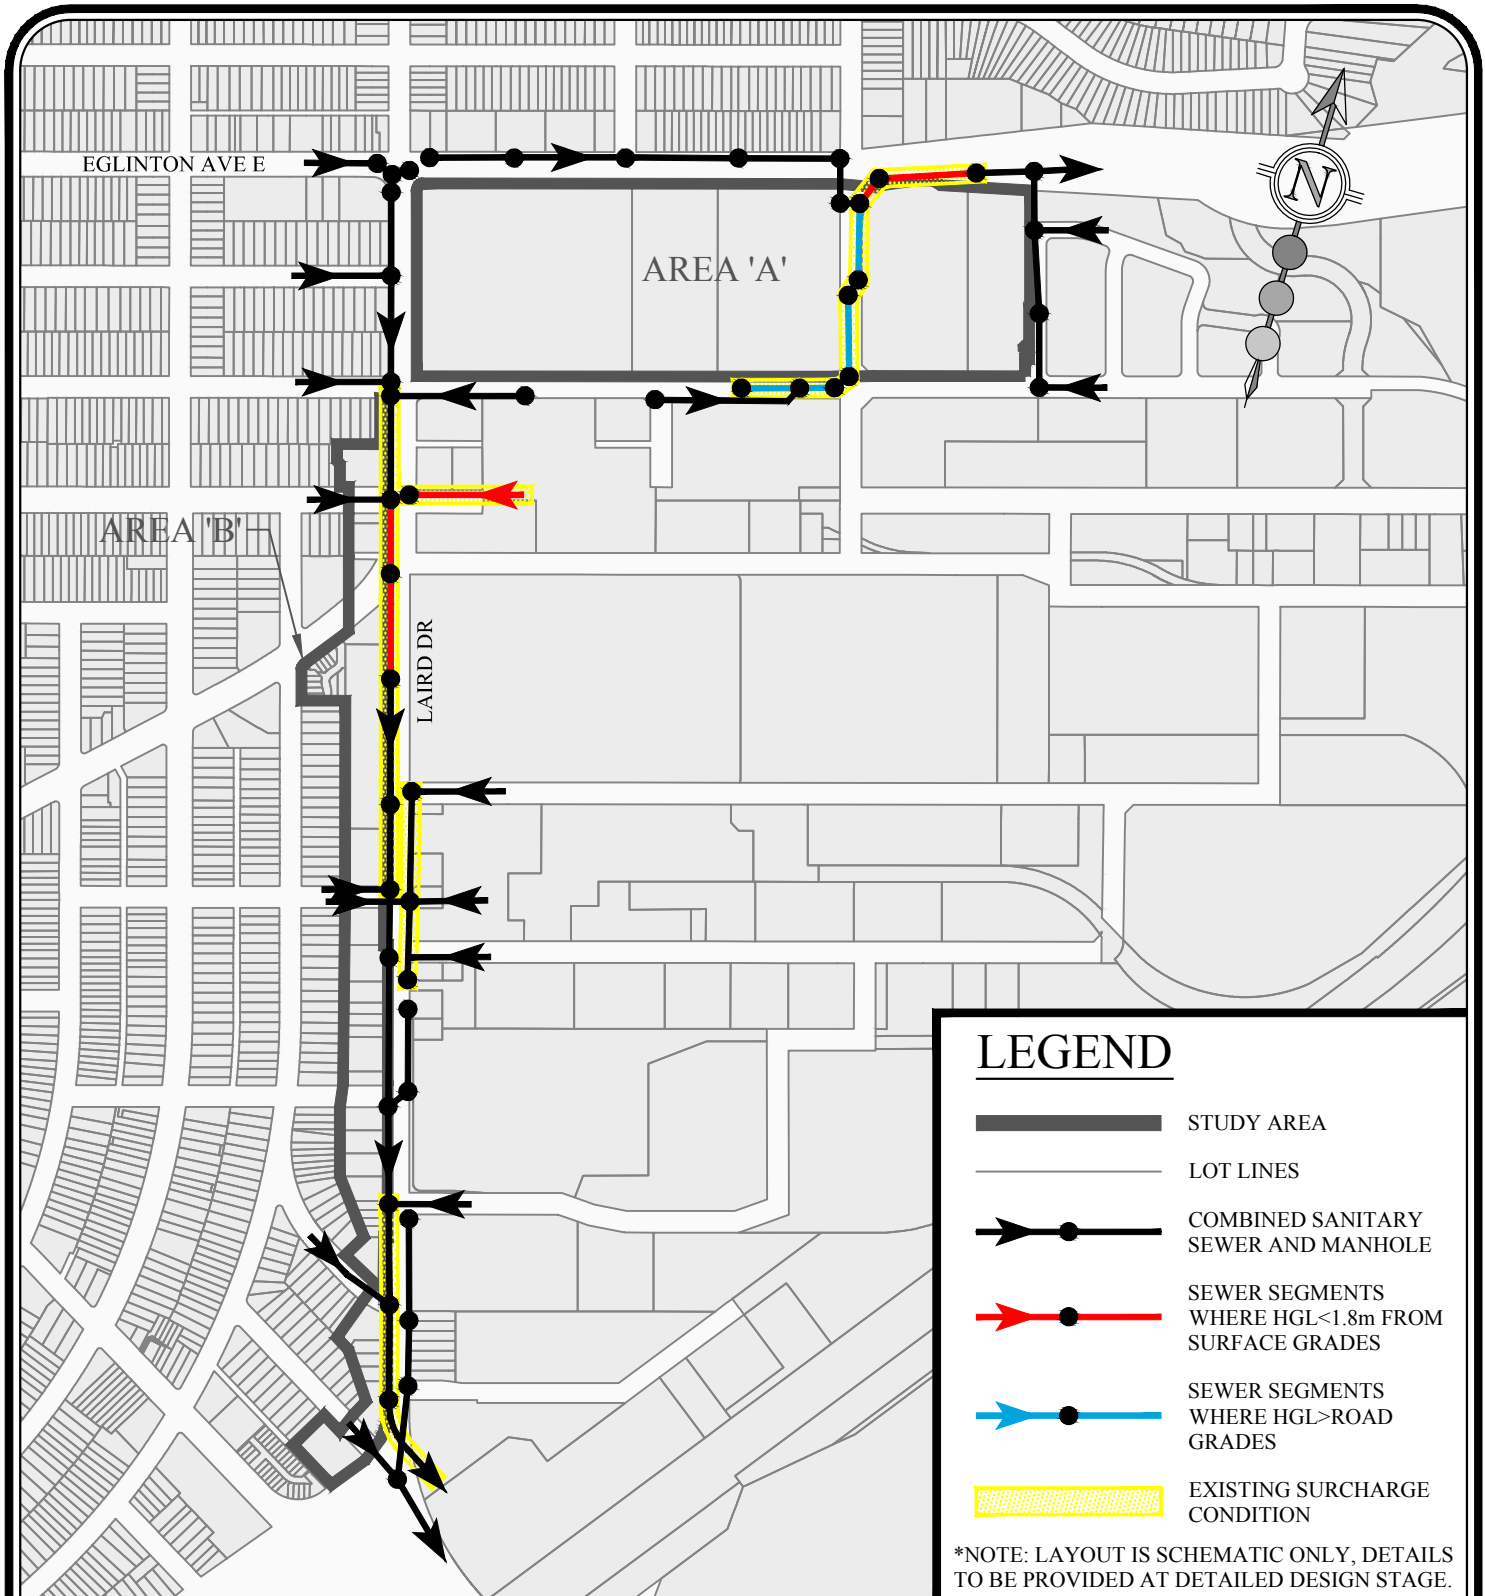 EGLINTON AVE E
N
AREA 'A'
AREA 'B'
LAIRD DR
LEGEND
STUDY AREA
LOT LINES
COMBINED SANITARY
SEWER AND MANHOLE
SEWER SEGMENTS
WHERE HGL<1.8m FROM
SURFACE GRADES
SEWER SEGMENTS
WHERE HGL>ROAD
GRADES
EXISTING SURCHARGE
CONDITION
*NOTE: LAYOUT IS SCHEMATIC ONLY, DETAILS
TO BE PROVIDED AT DETAILED DESIGN STAGE.